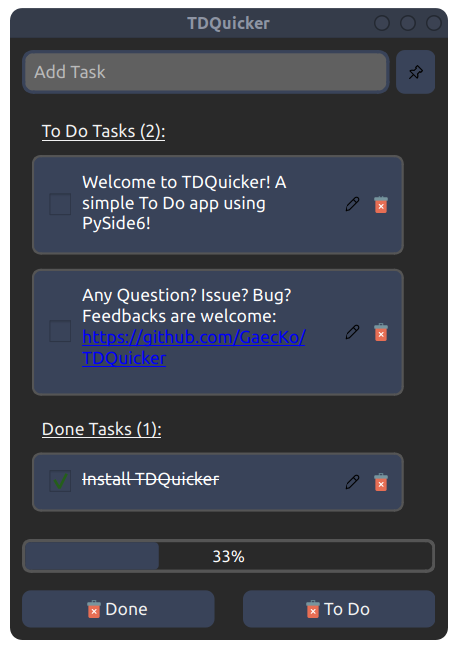 TDQuicker
Add Task
To Do Tasks (2):
Welcome to TDQuicker! A
simple To Do app using
PySide6!
Any Question? Issue? Bug?
Feedbacks are welcome:
https://github.com/GaecKo/
TDQuicker
Done Tasks (1):
Install TDQuicker
33%
Done
To Do